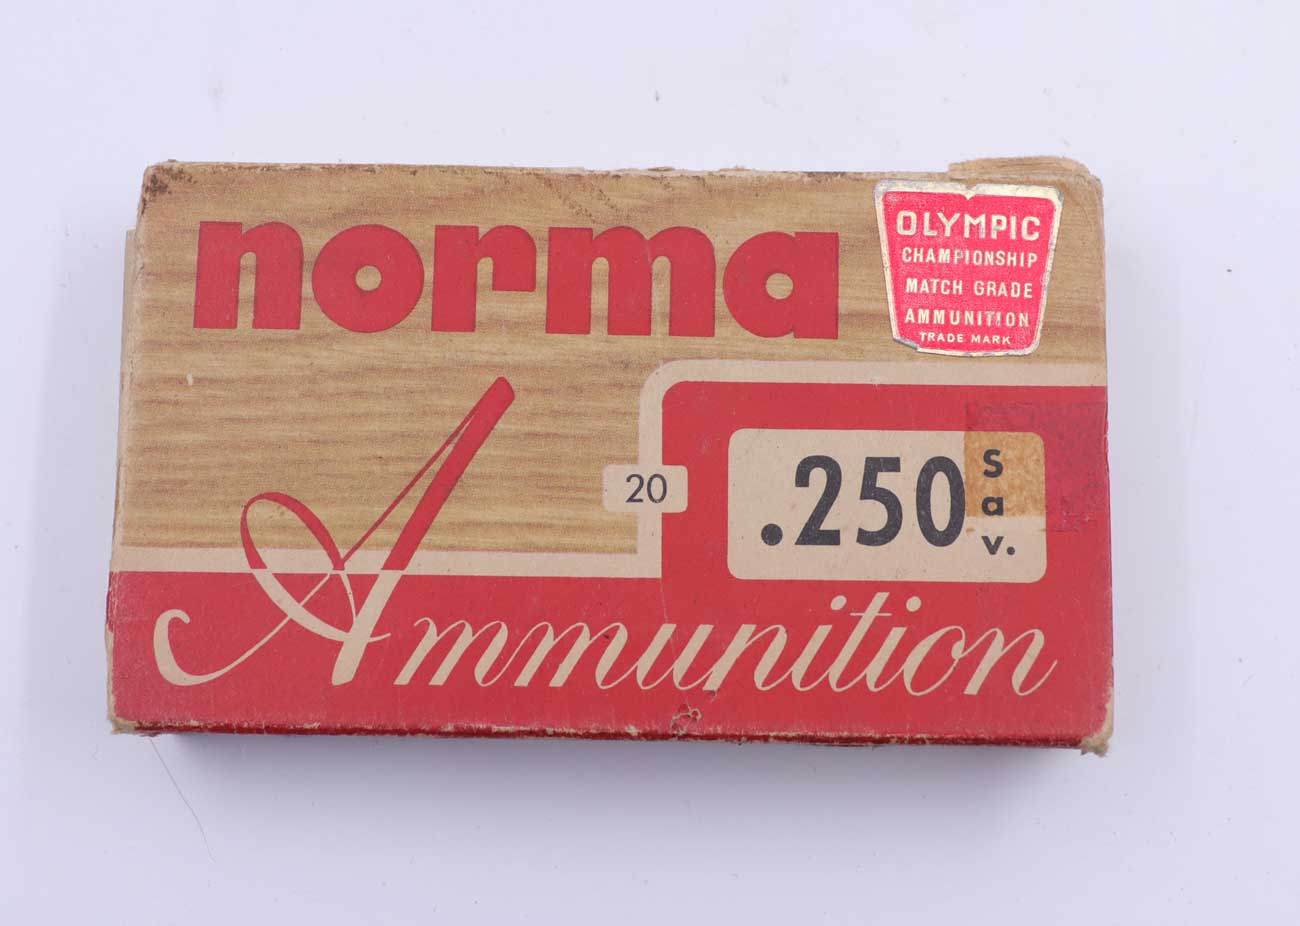 norma
OLYMPIC
CHAMPIONSHIP
MATCH GRADE
AMMUNITION
TRADE MARK
20
.250 Sav.
Ammunition